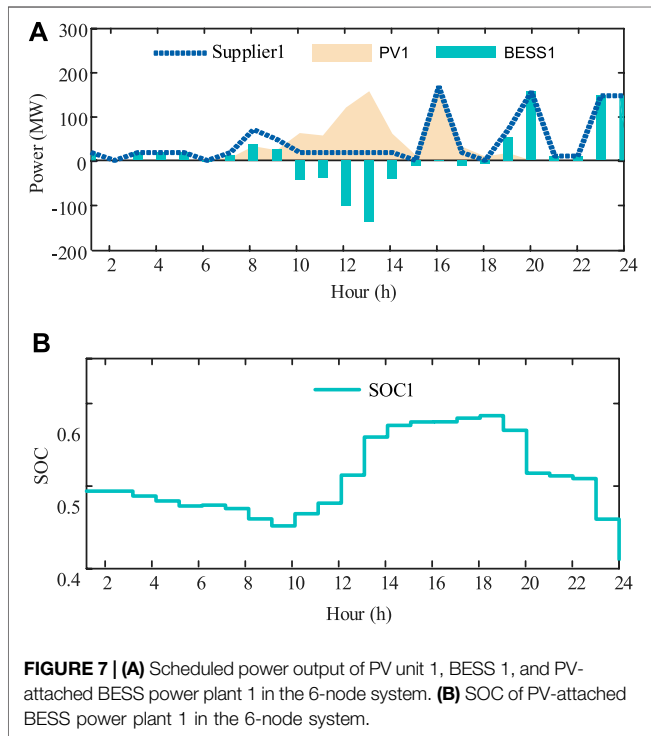 A
Supplier1 PV1 BESS1
300
200
100
0
-100
-200
Power (MW)
2 4 6 8 10 12 14 16 18 20 22 24
Hour (h)
B
SOC1
0.6
0.5
0.4
SOC
2 4 6 8 10 12 14 16 18 20 22 24
Hour (h)
FIGURE 7 | (A) Scheduled power output of PV unit 1, BESS 1, and PV-
attached BESS power plant 1 in the 6-node system. (B) SOC of PV-attached
BESS power plant 1 in the 6-node system.